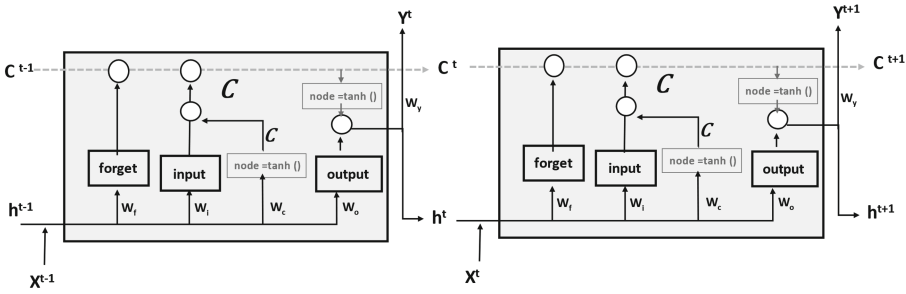 Y^t
C^t-1
C
node =tanh ()
W_y
C
forget
input
node =tanh ()
output
h^t-1
W_f
W_i
W_c
W_o
h^t
X^t-1
Y^t+1
C^t
C
node =tanh ()
C^t+1
W_y
C
forget
input
node =tanh ()
output
W_f
W_i
W_c
W_o
h^t+1
X^t